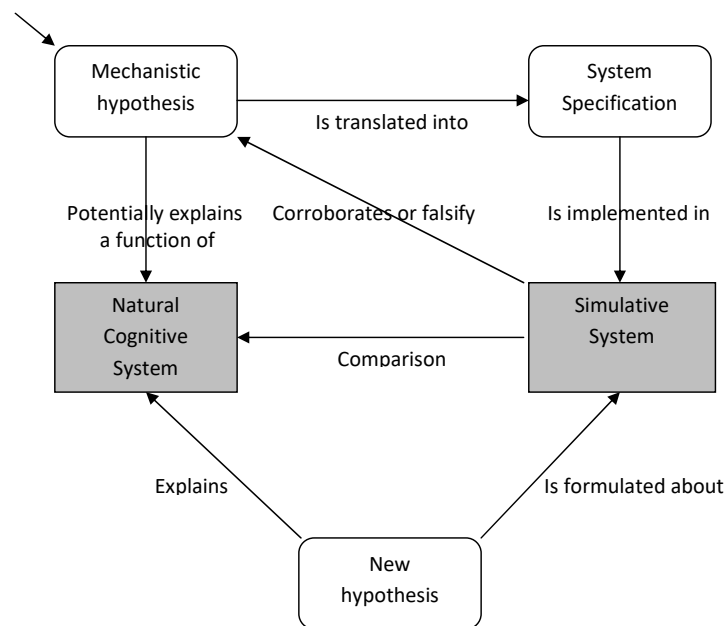 Mechanistic
hypothesis
System
Specification
Is translated into
Potentially explains
a function of
Corroborates or falsify
Is implemented in
Natural
Cognitive
System
Simulative
System
Comparison
Explains
Is formulated about
New
hypothesis